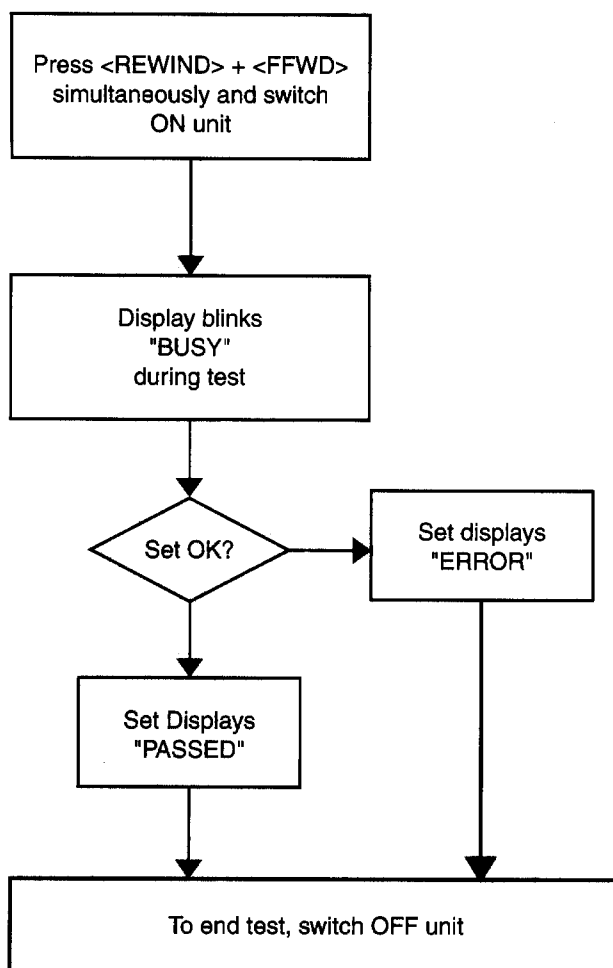 Press <REWIND> + <FFWD>
simultaneously and switch
ON unit
Display blinks
"BUSY"
during test
Set OK?
Set displays
"ERROR"
Set Displays
"PASSED"
To end test, switch OFF unit